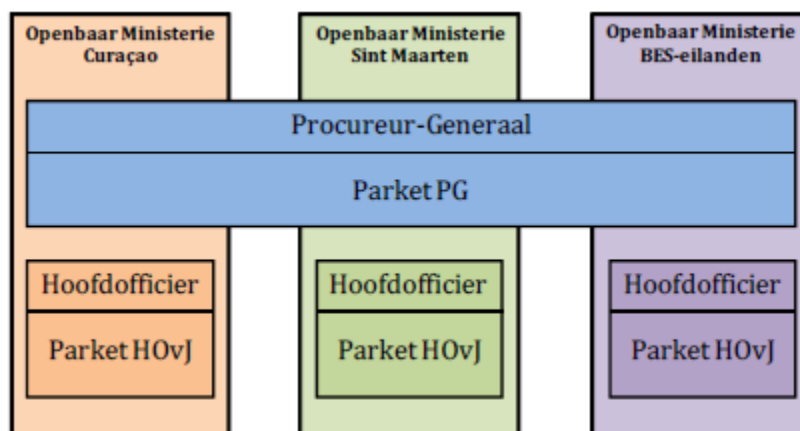 Openbaar Ministerie
Curaçao
Openbaar Ministerie
Sint Maarten
Openbaar Ministerie
BES-eilanden
Procureur-Generaal
Parket PG
Hoofdofficier
Parket HOvJ
Hoofdofficier
Parket HOvJ
Hoofdofficier
Parket HOvJ